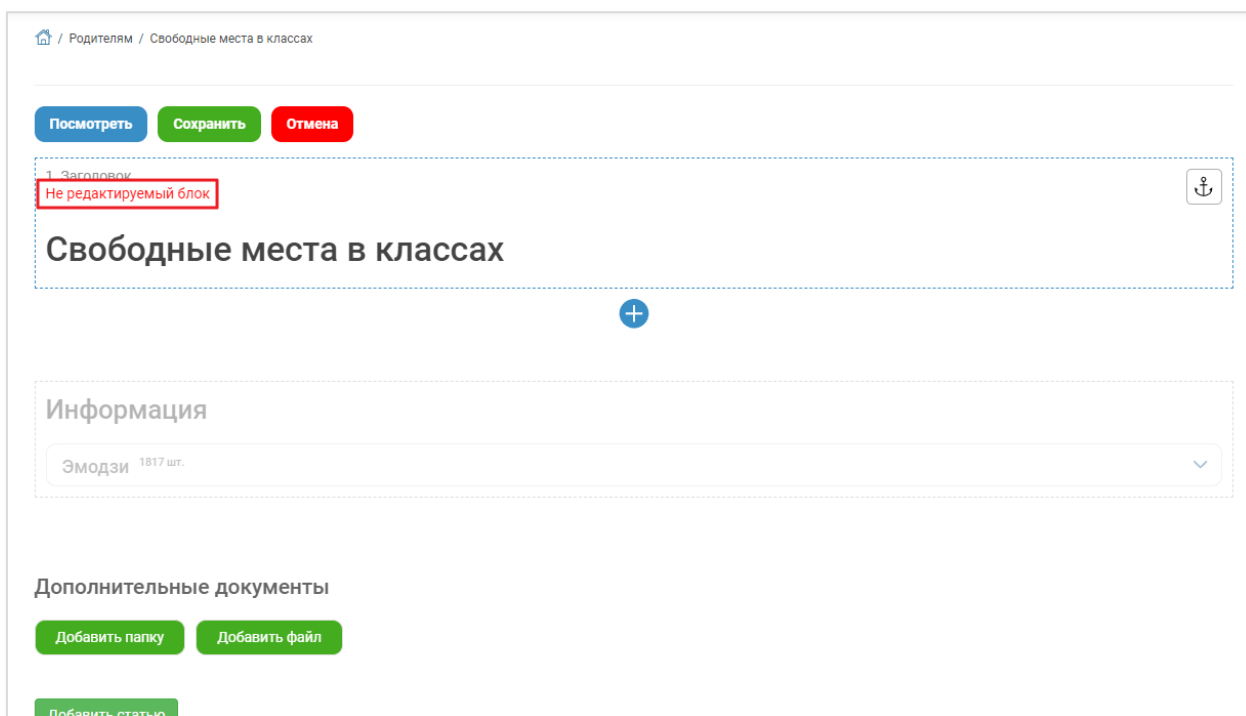 / Родителям / Свободные места в классах
Посмотреть Сохранить Отмена
1. Заголовок
Не редактируемый блок
Свободные места в классах
Информация
Эмодзи 1817 шт.
Дополнительные документы
Добавить папку Добавить файл
Добавить статью